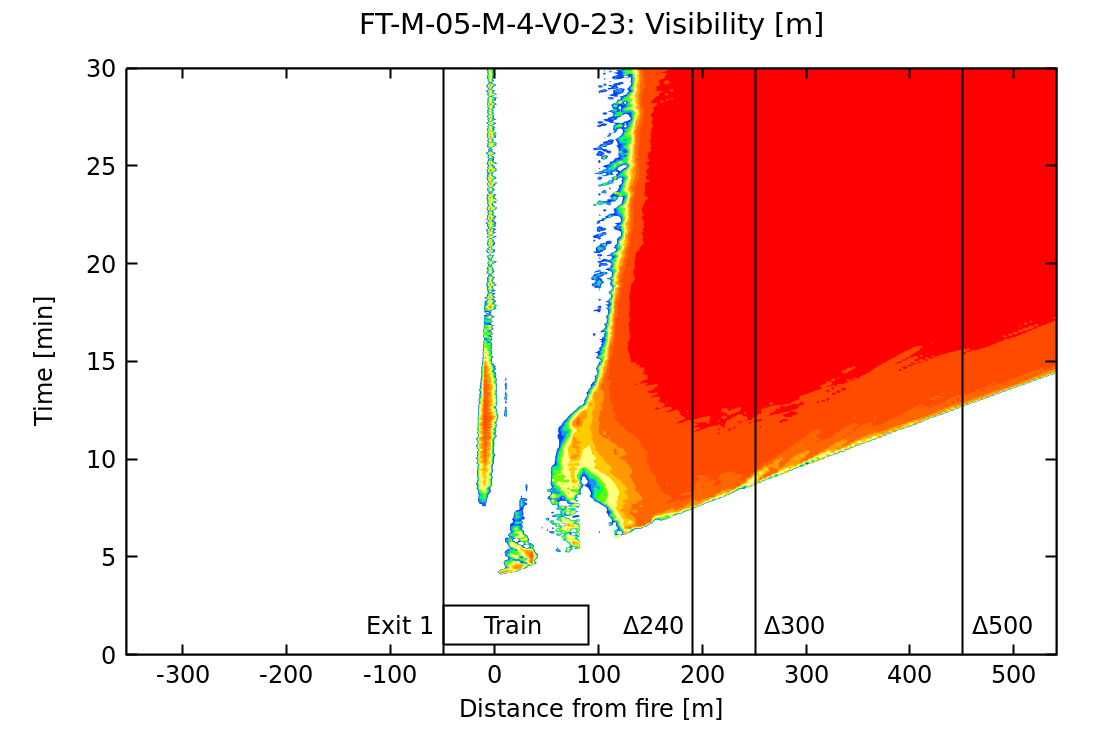 FT-M-05-M-4-V0-23: Visibility [m]
30
25
20
15
10
5
0
Time [min]
Exit 1
Train
Δ240
Δ300
Δ500
-300
-200
-100
0
100
200
300
400
500
Distance from fire [m]